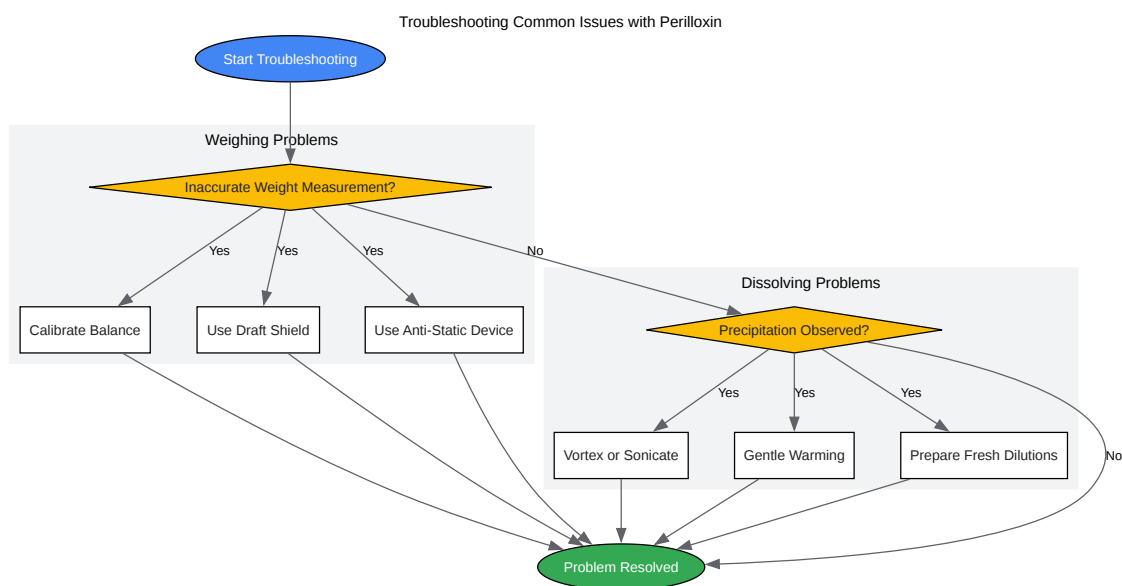 Troubleshooting Common Issues with Perilloxin
Start Troubleshooting
Weighing Problems
Inaccurate Weight Measurement?
Yes
Yes
Yes
No
Dissolving Problems
Calibrate Balance
Use Draft Shield
Use Anti-Static Device
Precipitation Observed?
Yes
Yes
Yes
No
Vortex or Sonicate
Gentle Warming
Prepare Fresh Dilutions
Problem Resolved